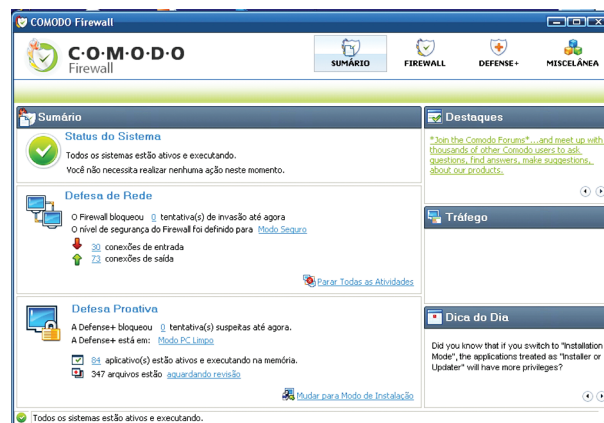 COMODO Firewall
C·O·M·O·D·O
Firewall
SUMÁRIO
FIREWALL
DEFENSE+
MISCELÂNEA
Sumário
Status do Sistema
Todos os sistemas estão ativos e executando.
Você não necessita realizar nenhuma ação neste momento.
Defesa de Rede
O Firewall bloqueou 0 tentativa(s) de invasão até agora
O nível de segurança do Firewall foi definido para Modo Seguro
30 conexões de entrada
73 conexões de saída
Parar Todas as Atividades
Defesa Proativa
A Defense+ bloqueou 0 tentativa(s) suspeitas até agora.
A Defense+ está em: Modo PC Limpo
84 aplicativo(s) estão ativos e executando na memória.
347 arquivos estão aguardando revisão
Mudar para Modo de Instalação
Destaques
"Join the Comodo Forums"...and meet up with
thousands of other Comodo users to ask
questions, find answers, make suggestions,
about our products.
Tráfego
Dica do Dia
Did you know that if you switch to "Installation
Mode", the applications treated as "Installer or
Updater" will have more privileges?
Todos os sistemas estão ativos e executando.